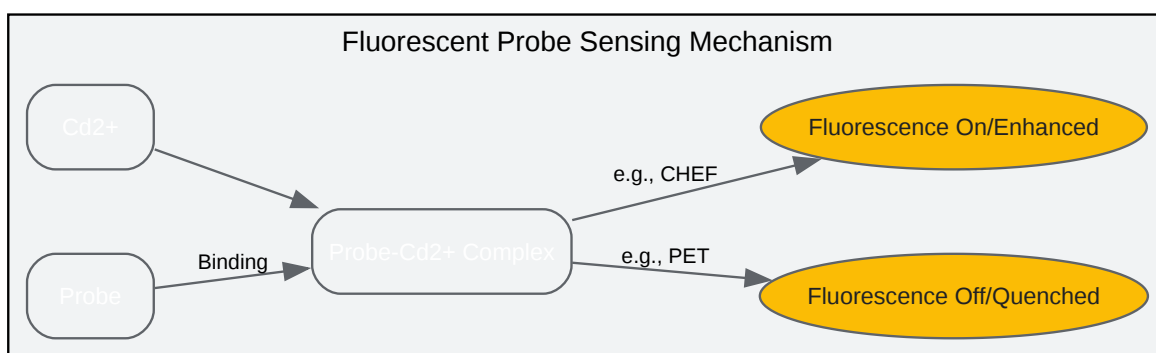 Fluorescent Probe Sensing Mechanism
Cd2+
Fluorescence On/Enhanced
e.g., CHEF
Probe-Cd2+ Complex
Binding
e.g., PET
Probe
Fluorescence Off/Quenched